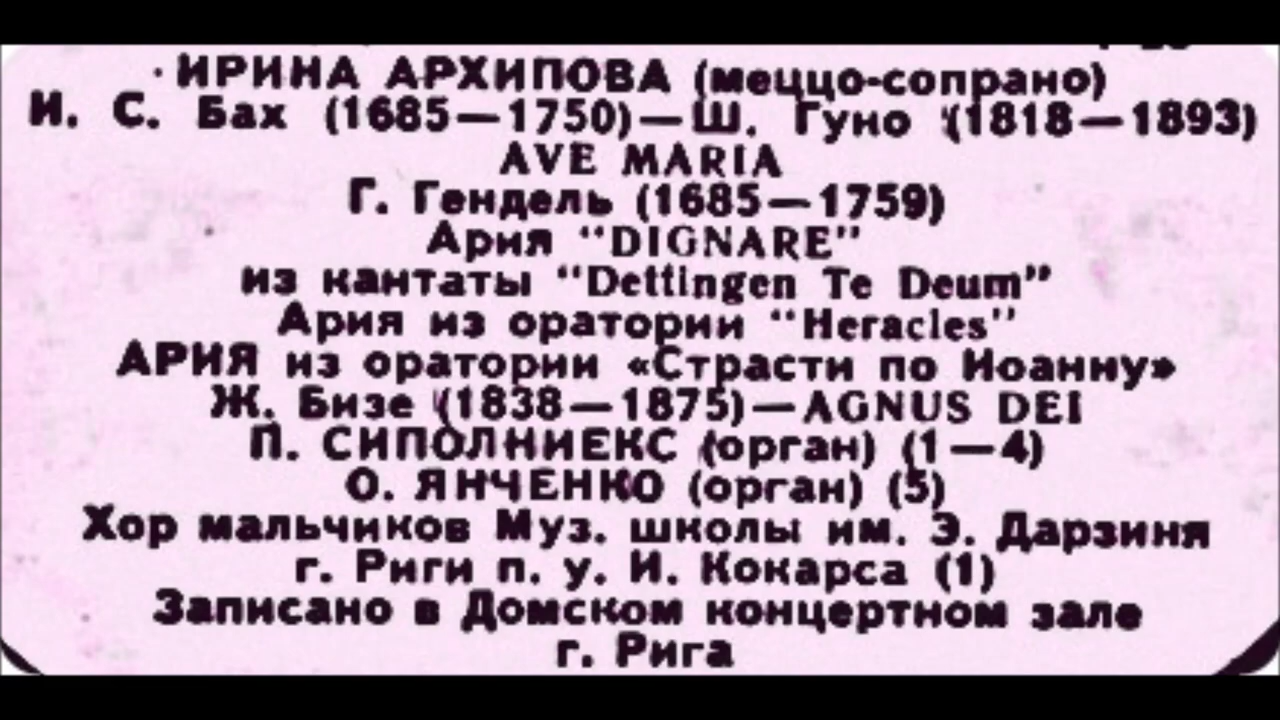 ИРИНА АРХИПОВА (меццо-сопрано)
И. С. Бах (1685—1750)—Ш. Гуно (1818—1893)
AVE MARIA
Г. Гендель (1685—1759)
Ария “DIGNARE”
из кантаты “Dettingen Te Deum”
Ария из оратории “Heracles”
АРИЯ из оратории «Страсти по Иоанну»
Ж. Бизе (1838—1875)—AGNUS DEI
П. СИПОЛНИЕКС (орган) (1—4)
О. ЯНЧЕНКО (орган) (5)
Хор мальчиков Муз. школы им. Э. Дарзиня
г. Риги п. у. И. Кокарса (1)
Записано в Домском концертном зале
г. Рига